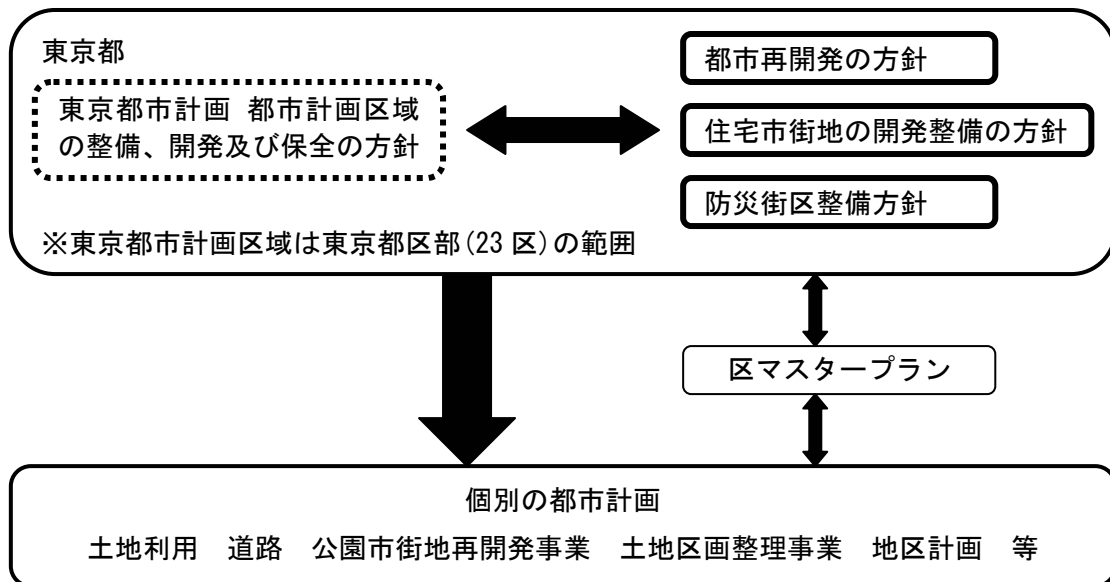 東京都
東京都市計画 都市計画区域
の整備、開発及び保全の方針
都市再開発の方針
住宅市街地の開発整備の方針
防災街区整備方針
※東京都市計画区域は東京都区部(23 区)の範囲
区マスタープラン
個別の都市計画
土地利用　道路　公園市街地再開発事業　土地区画整理事業　地区計画　等